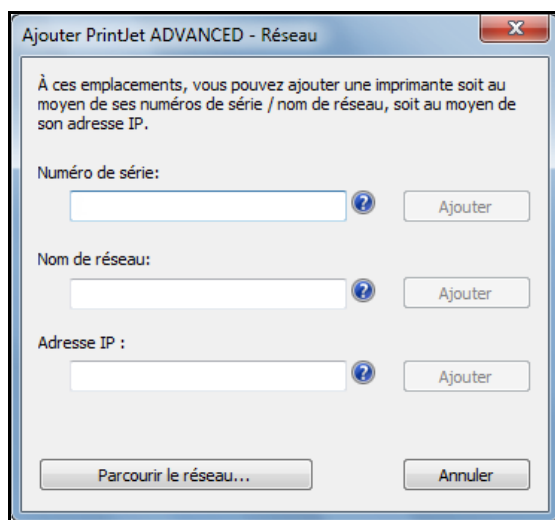 Ajouter PrintJet ADVANCED - Réseau
À ces emplacements, vous pouvez ajouter une imprimante soit au
moyen de ses numéros de série / nom de réseau, soit au moyen de
son adresse IP.
Numéro de série:
Ajouter
Nom de réseau:
Ajouter
Adresse IP :
Ajouter
Parcourir le réseau... Annuler